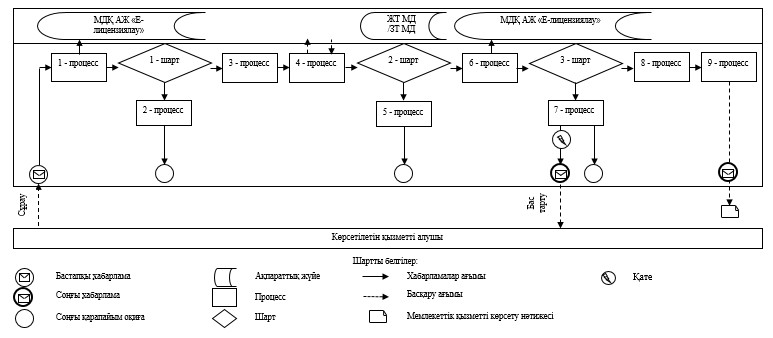 МДҚ АЖ «Е-
лицензиялау»
ЖТ МД
/ЗТ МД
МДҚ АЖ «Е-лицензиялау»
1 - процесс
1 - шарт
3 - процесс
4 - процесс
2 - шарт
6 - процесс
3 - шарт
8 - процесс
9 - процесс
2 - процесс
5 - процесс
7 - процесс
Сұрау
Бас
тарту
Көрсетілетін қызметті алушы
Шартты белгілер:
Бастапқы хабарлама
Ақпараттық жүйе
Хабарламалар ағымы
Қате
Соңғы хабарлама
Процесс
Басқару ағымы
Соңғы қарапайым оқиға
Шарт
Мемлекеттік қызметті көрсету нәтижесі